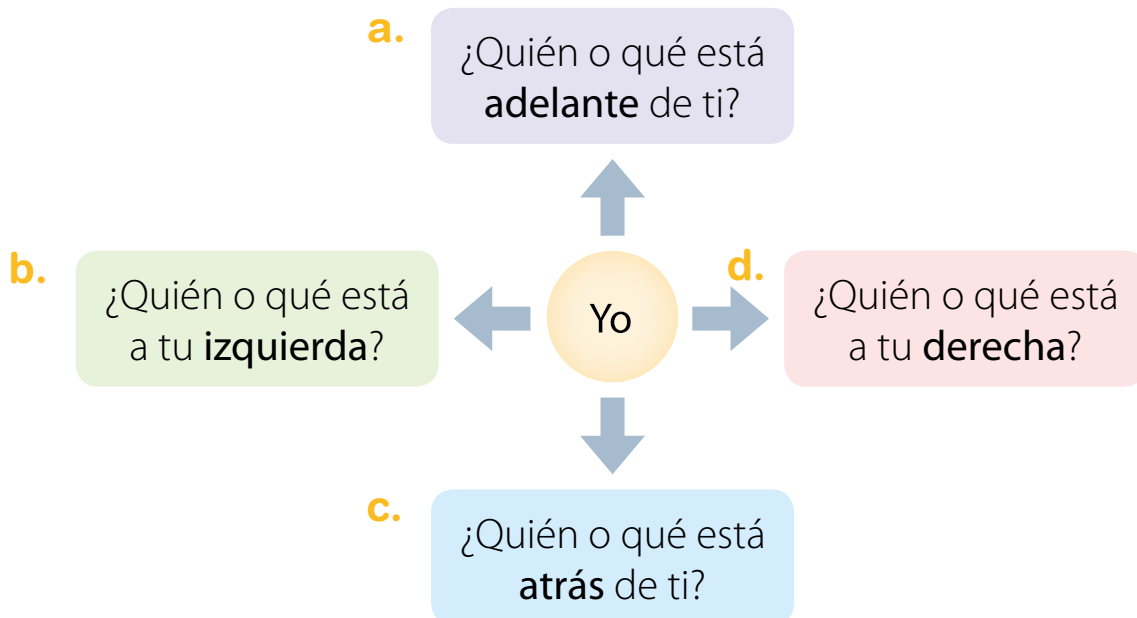 a.
¿Quién o qué está
adelante de ti?
b.
¿Quién o qué está
a tu izquierda?
Yo
d.
¿Quién o qué está
a tu derecha?
c.
¿Quién o qué está
atrás de ti?